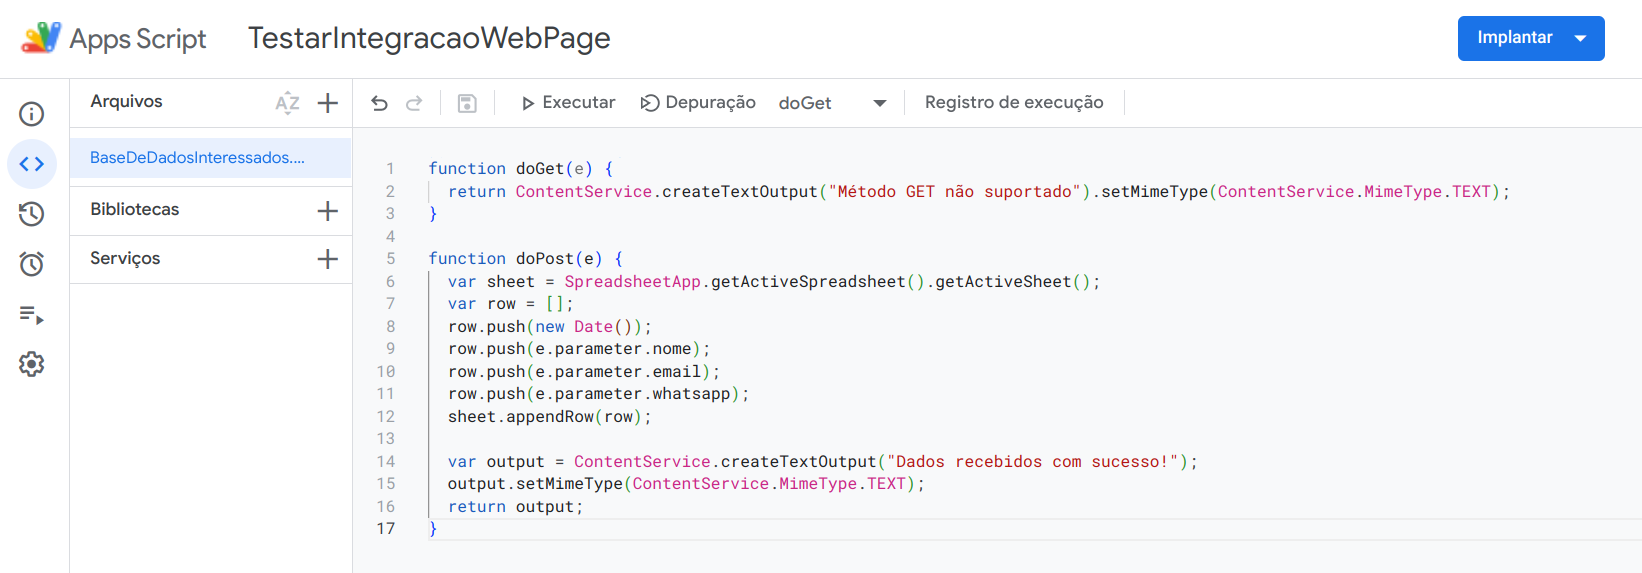 Apps Script TestarIntegracaoWebPage Implantar
Arquivos AZ Executar Depuração doGet Registro de execução
BaseDeDadosInteressados....
Bibliotecas
Serviços
1 function doGet(e) {
2 return ContentService.createTextOutput("Método GET não suportado").setMimeType(ContentService.MimeType.TEXT);
3 }
4
5 function doPost(e) {
6 var sheet = SpreadsheetApp.getActiveSpreadsheet().getActiveSheet();
7 var row = [];
8 row.push(new Date());
9 row.push(e.parameter.nome);
10 row.push(e.parameter.email);
11 row.push(e.parameter.whatsapp);
12 sheet.appendRow(row);
13
14 var output = ContentService.createTextOutput("Dados recebidos com sucesso!");
15 output.setMimeType(ContentService.MimeType.TEXT);
16 return output;
17 }